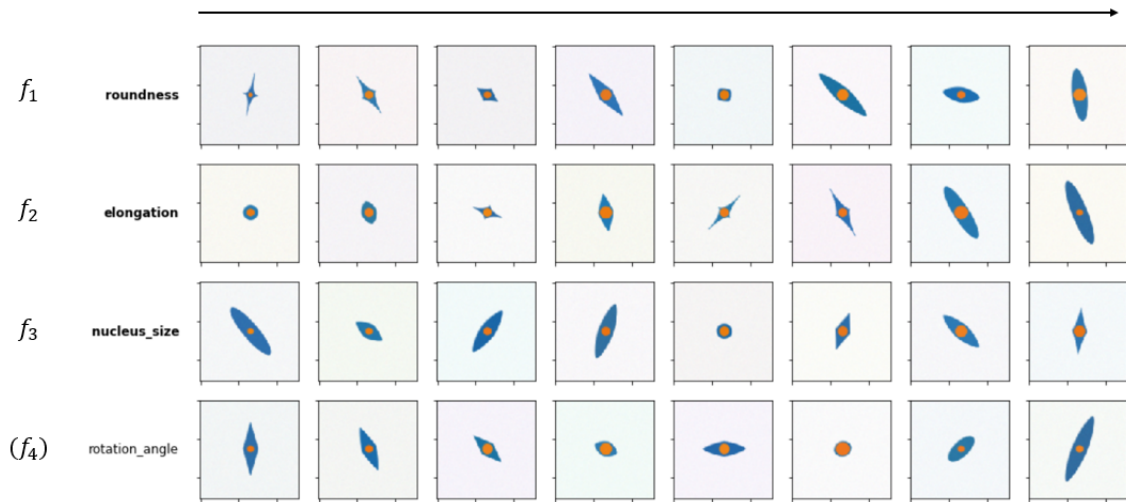 f₁ roundness
f₂ elongation
f₃ nucleus_size
(f₄) rotation_angle